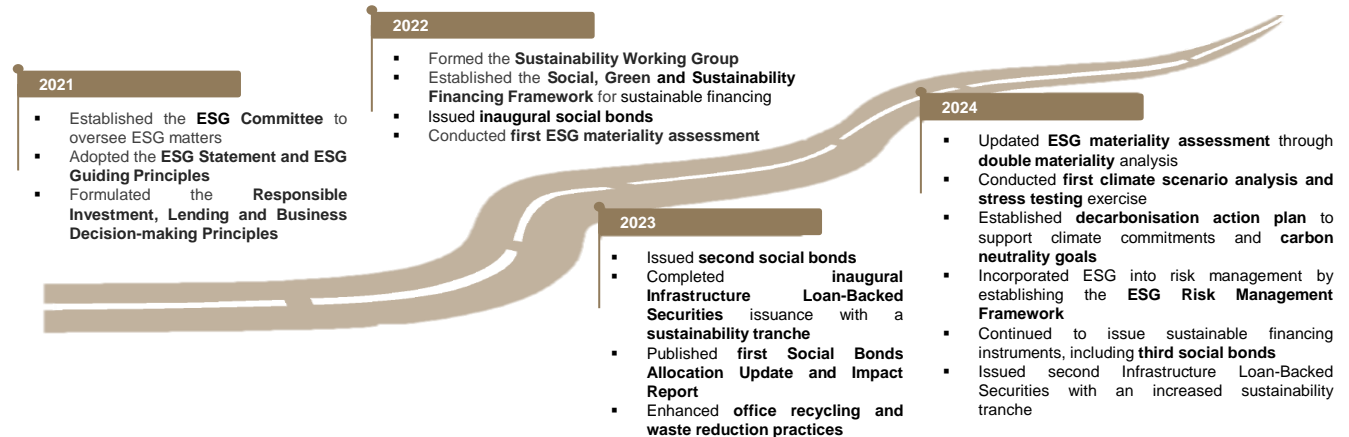 2021
▪ Established the ESG Committee to
oversee ESG matters
▪ Adopted the ESG Statement and ESG
Guiding Principles
▪ Formulated the Responsible
Investment, Lending and Business
Decision-making Principles
2022
▪ Formed the Sustainability Working Group
▪ Established the Social, Green and Sustainability
Financing Framework for sustainable financing
▪ Issued inaugural social bonds
▪ Conducted first ESG materiality assessment
2023
▪ Issued second social bonds
▪ Completed inaugural
Infrastructure Loan-Backed
Securities issuance with a
sustainability tranche
▪ Published first Social Bonds
Allocation Update and Impact
Report
▪ Enhanced office recycling and
waste reduction practices
2024
▪ Updated ESG materiality assessment through
double materiality analysis
▪ Conducted first climate scenario analysis and
stress testing exercise
▪ Established decarbonisation action plan to
support climate commitments and carbon
neutrality goals
▪ Incorporated ESG into risk management by
establishing the ESG Risk Management
Framework
▪ Continued to issue sustainable financing
instruments, including third social bonds
▪ Issued second Infrastructure Loan-Backed
Securities with an increased sustainability
tranche